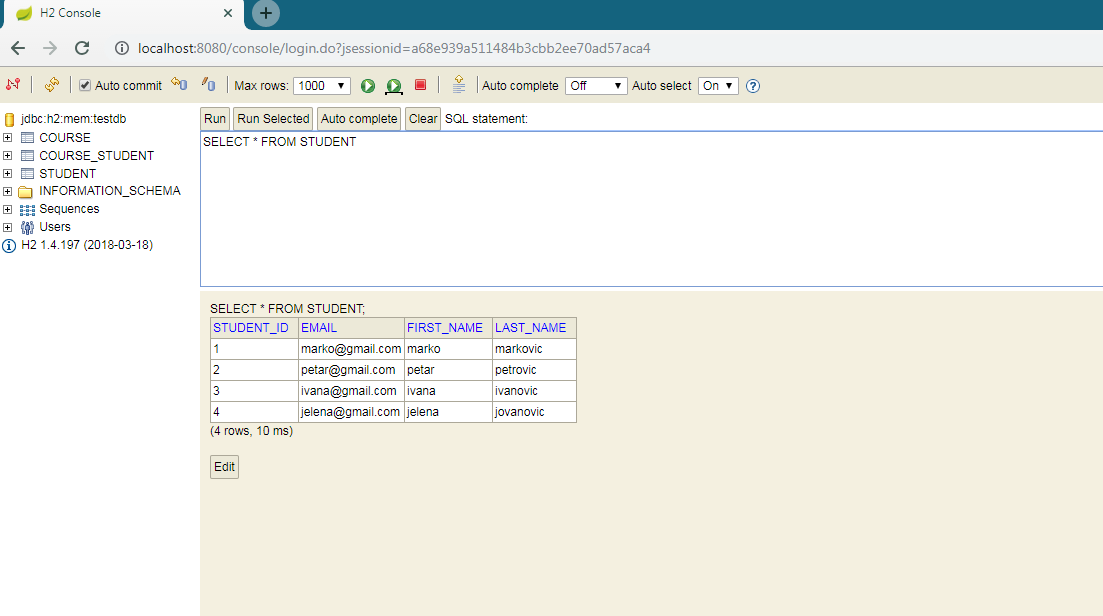 H2 Console
localhost:8080/console/login.do?jsessionid=a68e939a511484b3cbb2ee70ad57aca4
Auto commit Max rows: 1000 Auto complete Off Auto select On
jdbc:h2:mem:testdb
COURSE
COURSE_STUDENT
STUDENT
INFORMATION_SCHEMA
Sequences
Users
H2 1.4.197 (2018-03-18)
Run Run Selected Auto complete Clear SQL statement:
SELECT * FROM STUDENT
SELECT * FROM STUDENT;
STUDENT_ID EMAIL FIRST_NAME LAST_NAME
1 marko@gmail.com marko markovic
2 petar@gmail.com petar petrovic
3 ivana@gmail.com ivana ivanovic
4 jelena@gmail.com jelena jovanovic
(4 rows, 10 ms)
Edit